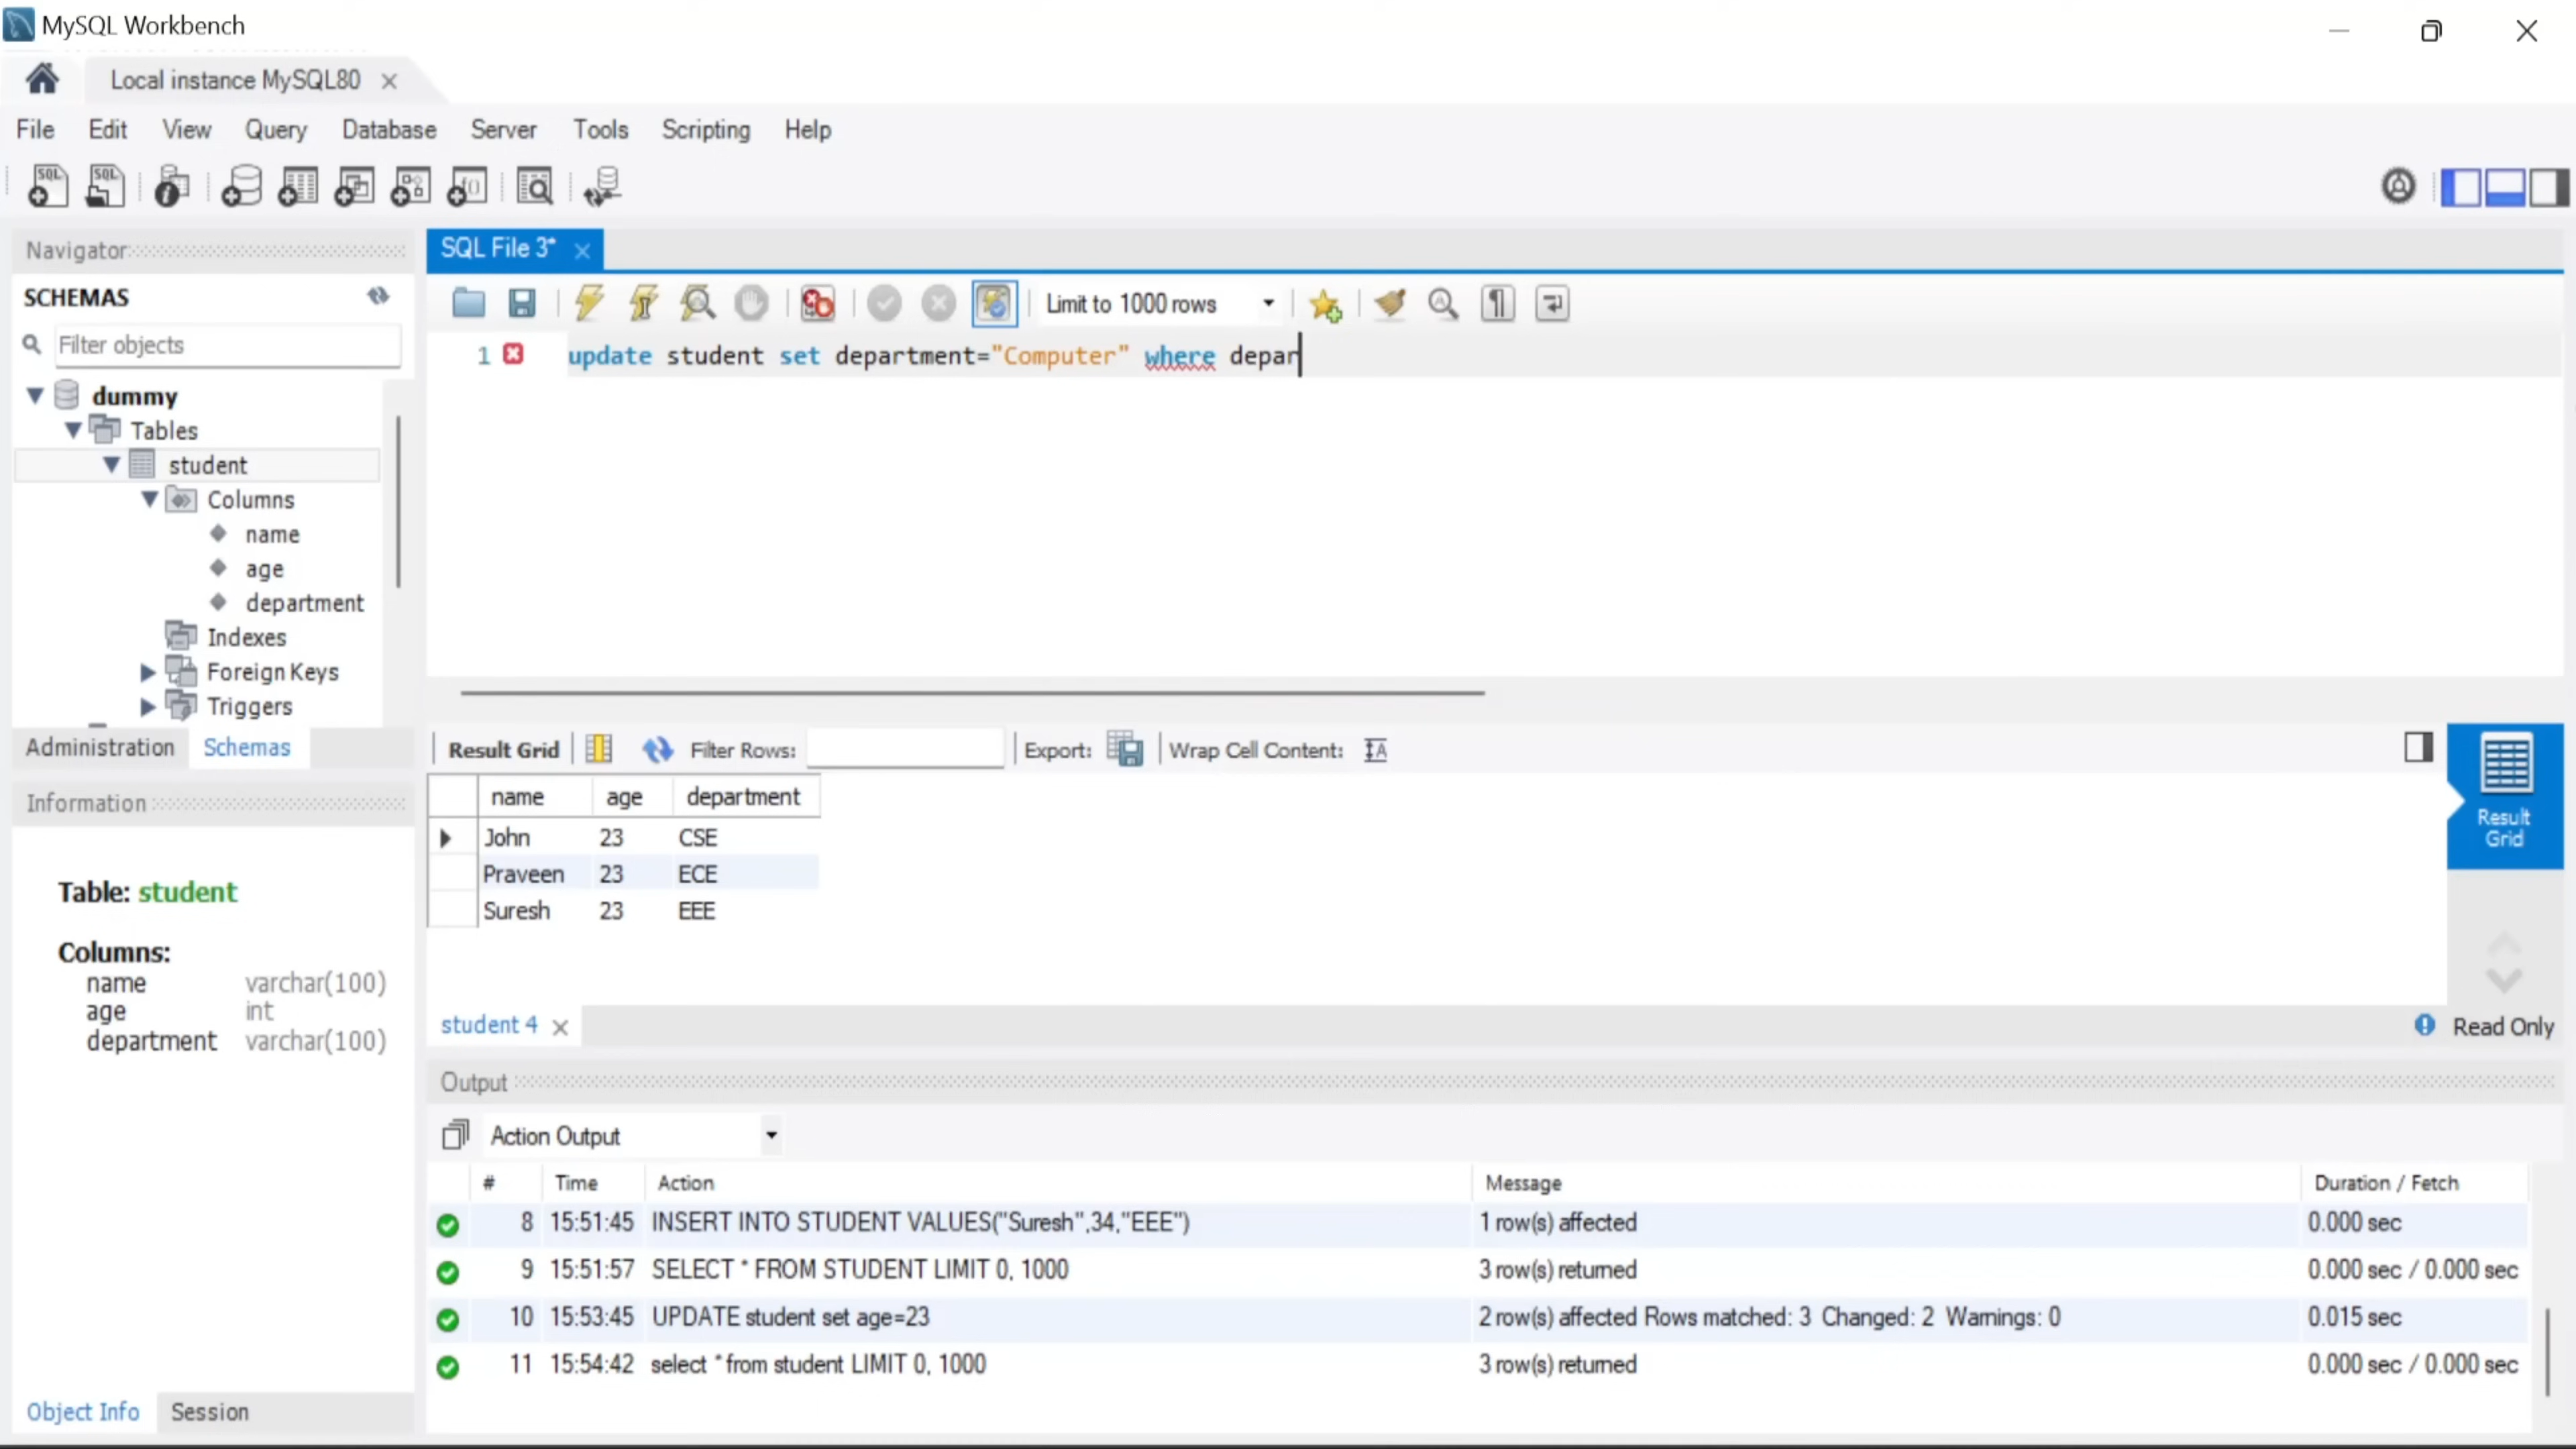 MySQL Workbench
Local instance MySQL80
File Edit View Query Database Server Tools Scripting Help
Navigator
SCHEMAS
Filter objects
dummy
Tables
student
Columns
name
age
department
Indexes
Foreign Keys
Triggers
Administration Schemas
Information
Table: student
Columns:
name varchar(100)
age int
department varchar(100)
Object Info Session
SQL File 3*
Limit to 1000 rows
1 update student set department="Computer" where depar
Result Grid Filter Rows: Export: Wrap Cell Content:
name age department
John 23 CSE
Praveen 23 ECE
Suresh 23 EEE
Result
Grid
student 4
Read Only
Output
Action Output
# Time Action Message Duration / Fetch
8 15:51:45 INSERT INTO STUDENT VALUES("Suresh",34,"EEE") 1 row(s) affected 0.000 sec
9 15:51:57 SELECT * FROM STUDENT LIMIT 0, 1000 3 row(s) returned 0.000 sec / 0.000 sec
10 15:53:45 UPDATE student set age=23 2 row(s) affected Rows matched: 3 Changed: 2 Warnings: 0 0.015 sec
11 15:54:42 select * from student LIMIT 0, 1000 3 row(s) returned 0.000 sec / 0.000 sec